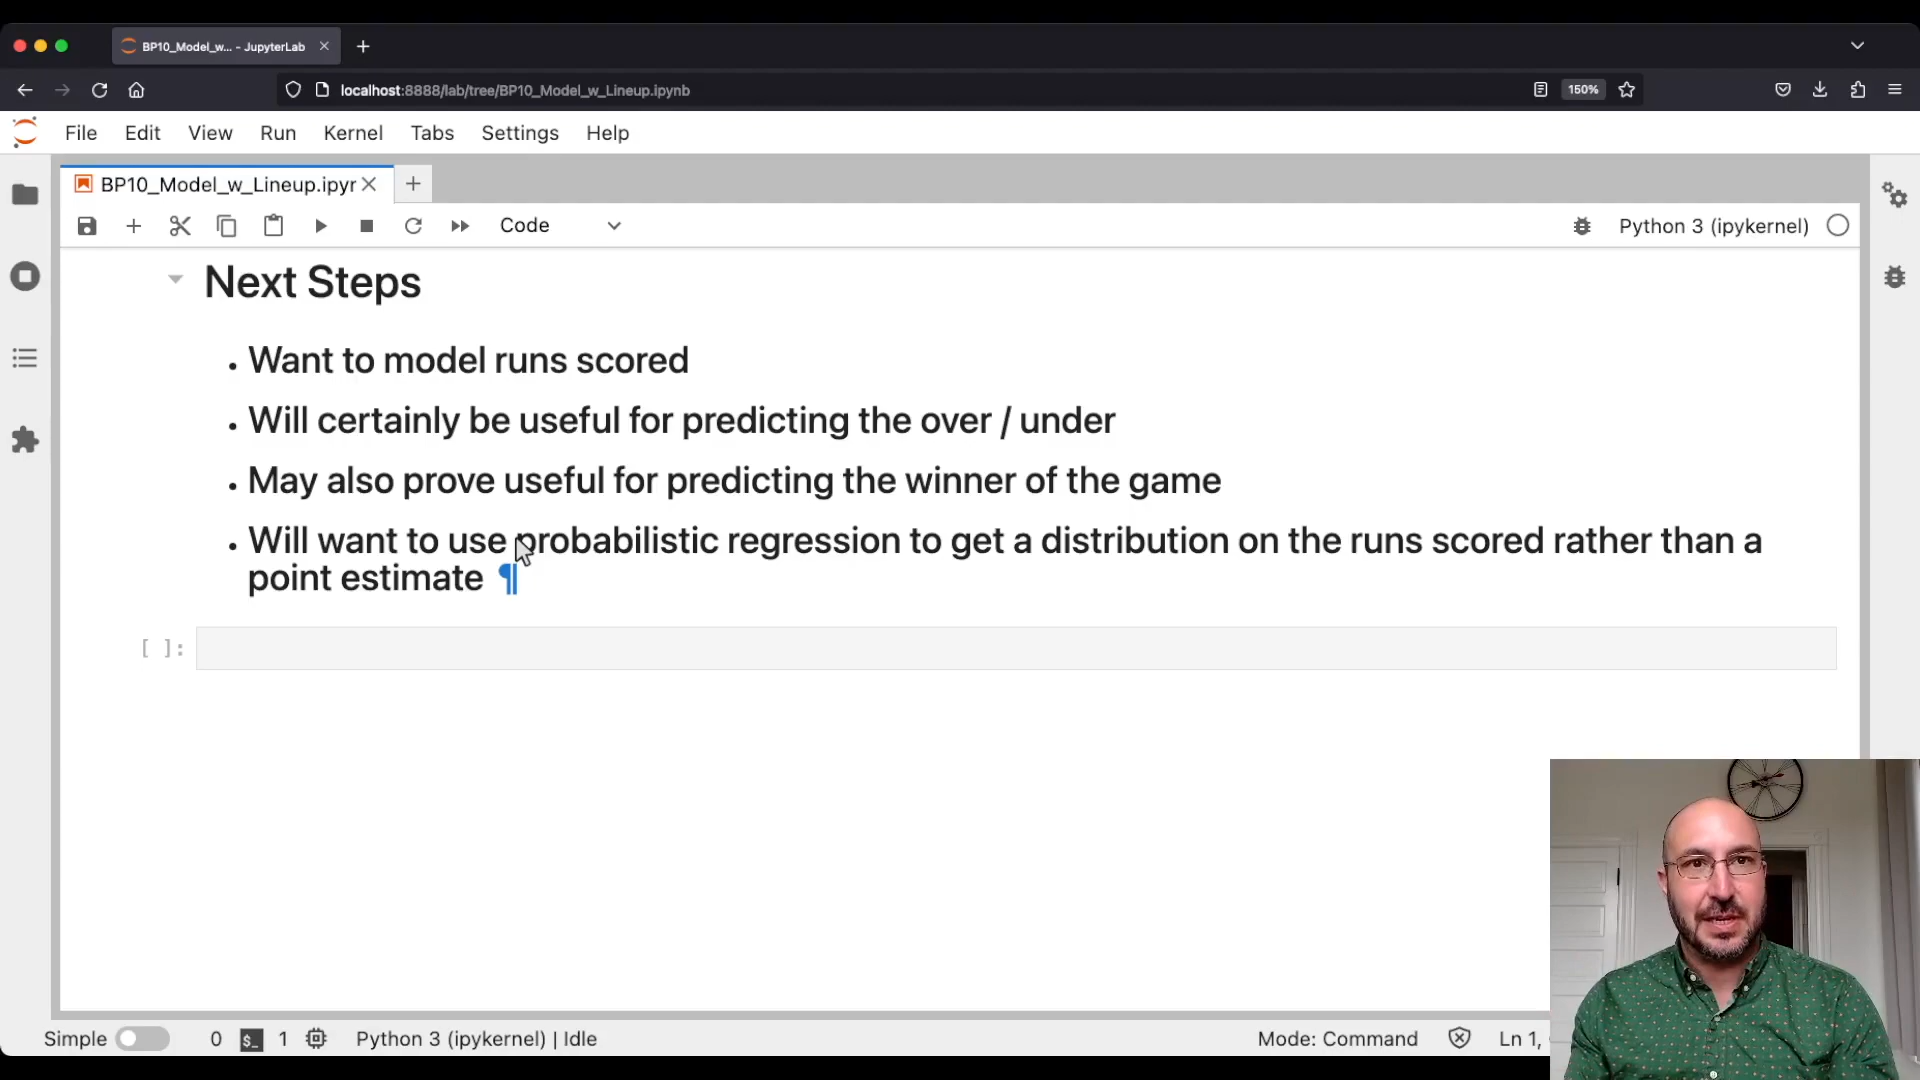 BP10_Model_w... - JupyterLab
localhost:8888/lab/tree/BP10_Model_w_Lineup.ipynb
150%
File Edit View Run Kernel Tabs Settings Help
BP10_Model_w_Lineup.ipyr
Code
Python 3 (ipykernel)
Next Steps
• Want to model runs scored
• Will certainly be useful for predicting the over / under
• May also prove useful for predicting the winner of the game
• Will want to use probabilistic regression to get a distribution on the runs scored rather than a
point estimate ¶
[ ]:
Simple 0 $_ 1 Python 3 (ipykernel) | Idle Mode: Command Ln 1,